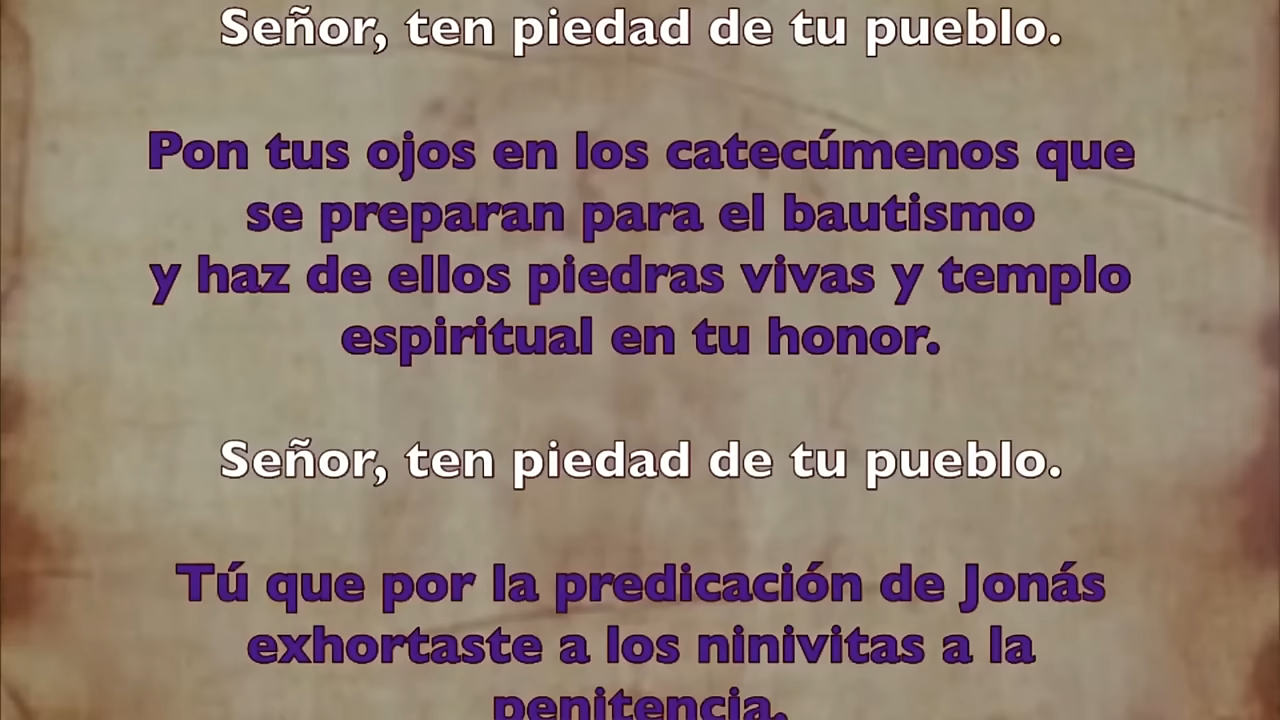 Señor, ten piedad de tu pueblo.
Pon tus ojos en los catecúmenos que
se preparan para el bautismo
y haz de ellos piedras vivas y templo
espiritual en tu honor.
Señor, ten piedad de tu pueblo.
Tú que por la predicación de Jonás
exhortaste a los ninivitas a la
penitencia,